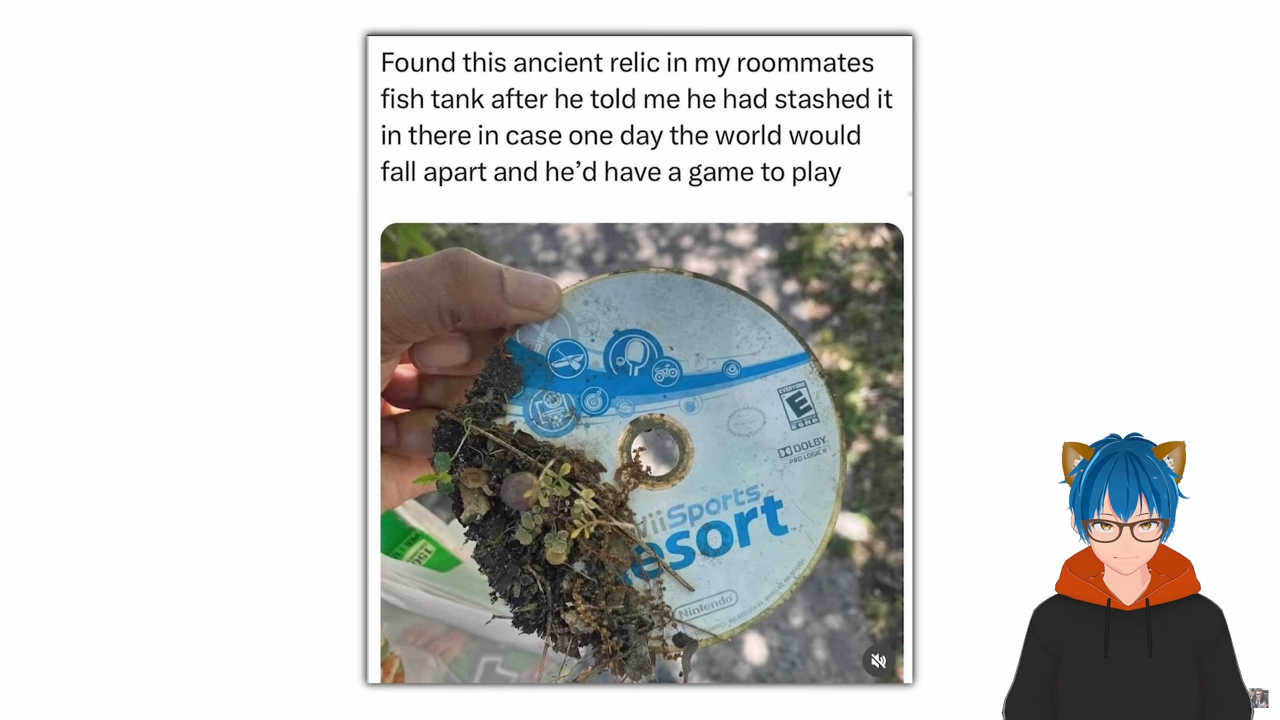 Found this ancient relic in my roommates
fish tank after he told me he had stashed it
in there in case one day the world would
fall apart and he’d have a game to play
EVERYONE
E
ESRB
DOLBY
PRO LOGIC II
WiiSports
esort
Nintendo